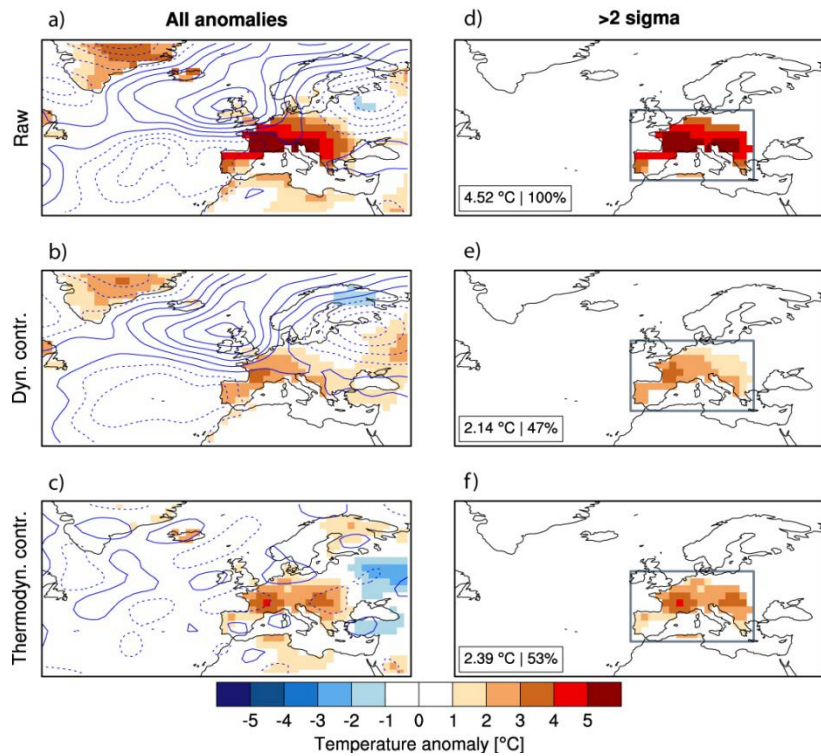 All anomalies
>2 sigma
a)
d)
Raw
4.52 °C | 100%
b)
e)
Dyn. contr.
2.14 °C | 47%
c)
f)
Thermodyn. contr.
2.39 °C | 53%
-5 -4 -3 -2 -1 0 1 2 3 4 5
Temperature anomaly [°C]